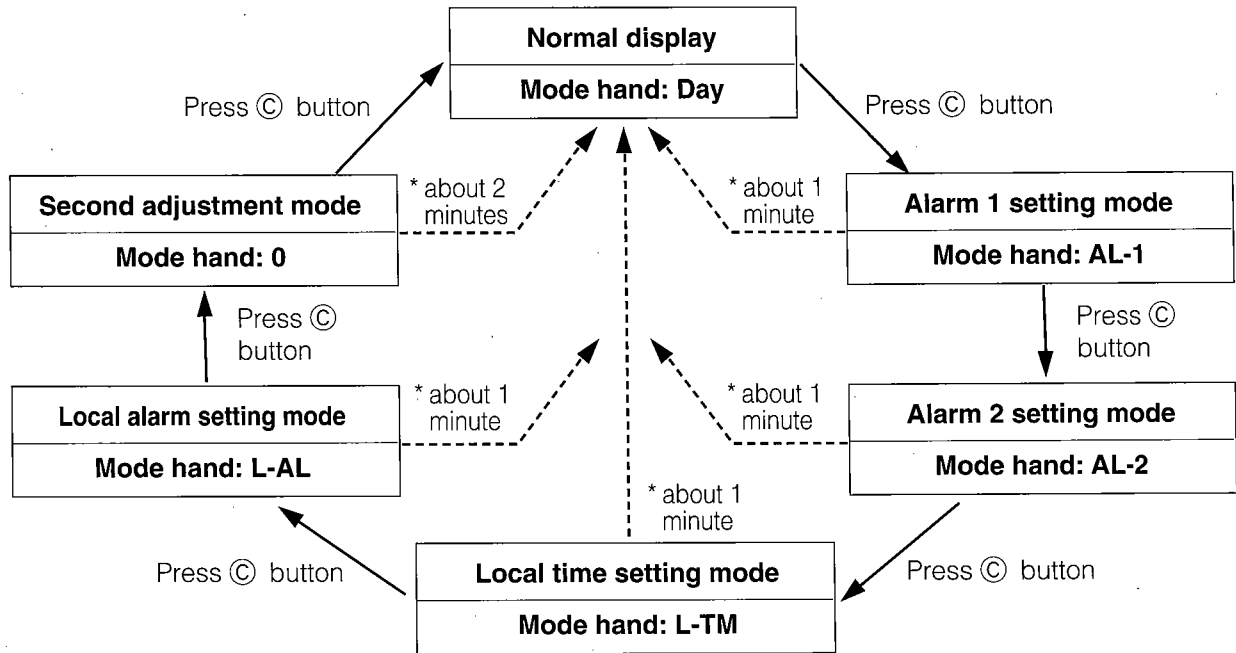 Normal display
Mode hand: Day
Press Ⓒ button
Press Ⓒ button
Second adjustment mode
Mode hand: 0
* about 2
minutes
* about 1
minute
Alarm 1 setting mode
Mode hand: AL-1
Press Ⓒ
button
Press Ⓒ
button
Local alarm setting mode
Mode hand: L-AL
* about 1
minute
* about 1
minute
Alarm 2 setting mode
Mode hand: AL-2
* about 1
minute
Press Ⓒ button
Local time setting mode
Mode hand: L-TM
Press Ⓒ button